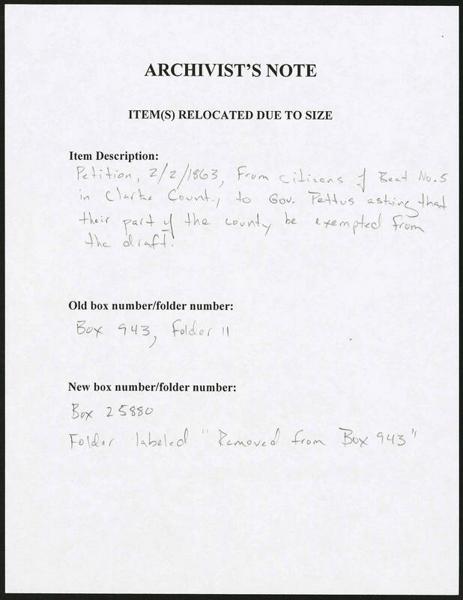 ARCHIVIST'S NOTE
ITEM(S) RELOCATED DUE TO SIZE
Item Description:
Petition, 2/2/1863, From citizens of Beat No. 5
in Clarke County, to Gov. Pettus asking that
their part of the county be exempted from
the draft.
Old box number/folder number:
Box 943, Folder 11
New box number/folder number:
Box 25880
Folder labeled "Removed from Box 943"